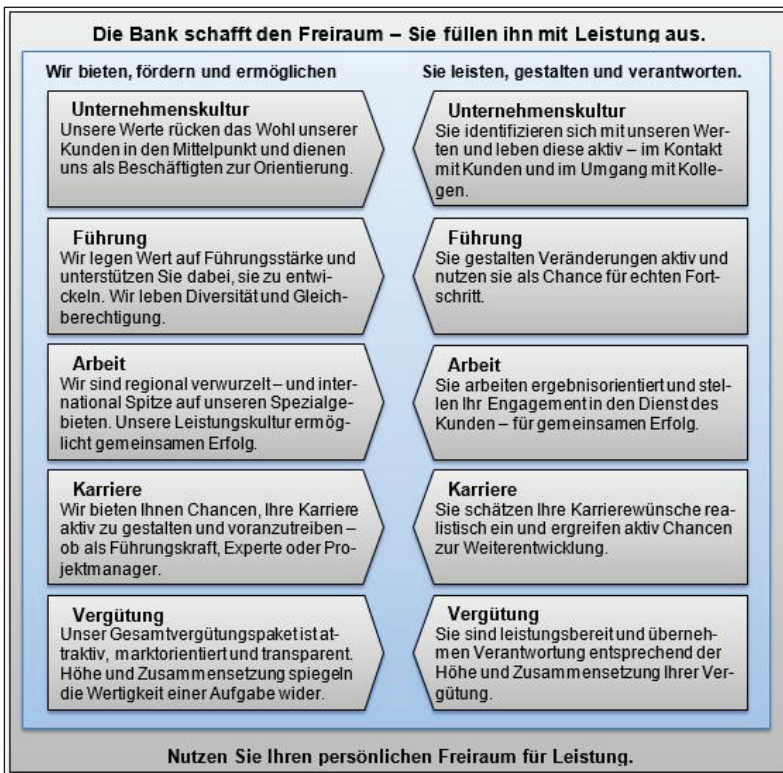 Die Bank schafft den Freiraum – Sie füllen ihn mit Leistung aus.
Wir bieten, fördern und ermöglichen
Unternehmenskultur
Unsere Werte rücken das Wohl unserer
Kunden in den Mittelpunkt und dienen
uns als Beschäftigten zur Orientierung.
Führung
Wir legen Wert auf Führungsstärke und
unterstützen Sie dabei, sie zu entwi-
ckeln. Wir leben Diversität und Gleich-
berechtigung.
Arbeit
Wir sind regional verwurzelt – und inter-
national Spitze auf unseren Spezialge-
bieten. Unsere Leistungskultur ermög-
licht gemeinsamen Erfolg.
Karriere
Wir bieten Ihnen Chancen, Ihre Karriere
aktiv zu gestalten und voranzutreiben –
ob als Führungskraft, Experte oder Pro-
jektmanager.
Vergütung
Unser Gesamtvergütungspaket ist at-
traktiv, marktorientiert und transparent.
Höhe und Zusammensetzung spiegeln
die Wertigkeit einer Aufgabe wider.
Sie leisten, gestalten und verantworten.
Unternehmenskultur
Sie identifizieren sich mit unseren Wer-
ten und leben diese aktiv – im Kontakt
mit Kunden und im Umgang mit Kolle-
gen.
Führung
Sie gestalten Veränderungen aktiv und
nutzen sie als Chance für echten Fort-
schritt.
Arbeit
Sie arbeiten ergebnisorientiert und stel-
len Ihr Engagement in den Dienst des
Kunden – für gemeinsamen Erfolg.
Karriere
Sie schätzen Ihre Karrierewünsche rea-
listisch ein und ergreifen aktiv Chancen
zur Weiterentwicklung.
Vergütung
Sie sind leistungsbereit und überneh-
men Verantwortung entsprechend der
Höhe und Zusammensetzung Ihrer Ver-
gütung.
Nutzen Sie Ihren persönlichen Freiraum für Leistung.